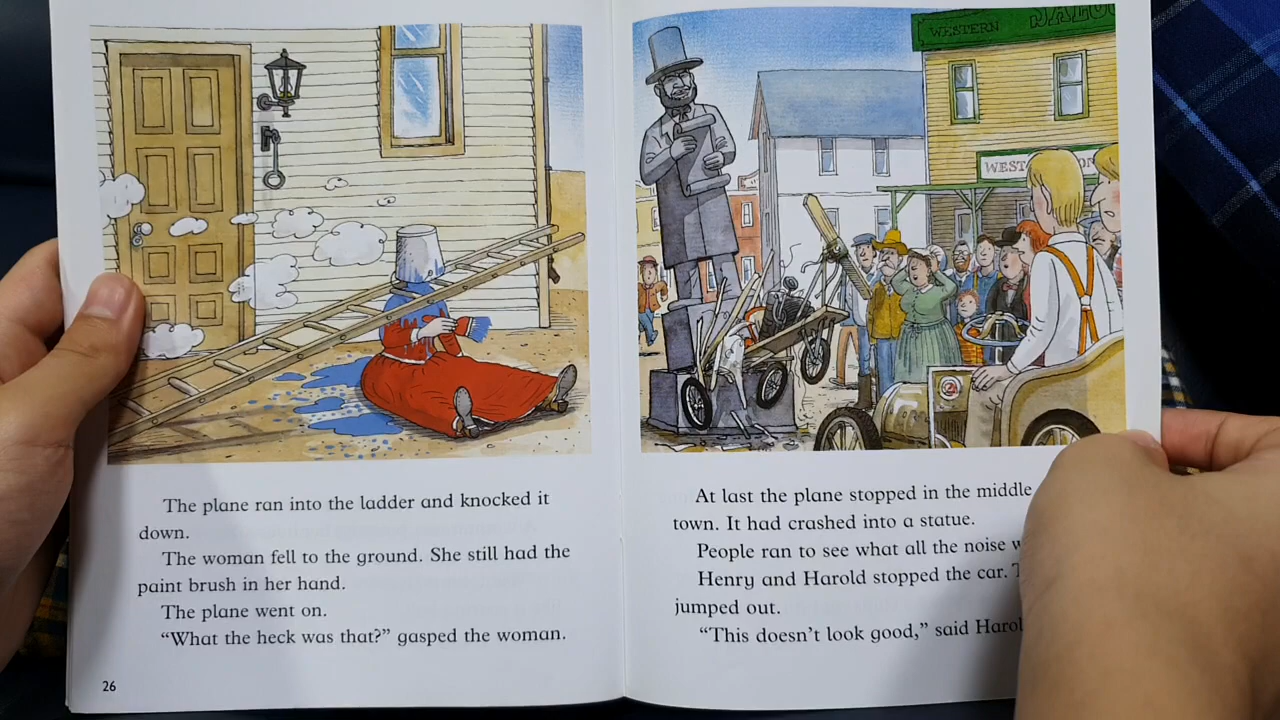 The plane ran into the ladder and knocked it
down.
The woman fell to the ground. She still had the
paint brush in her hand.
The plane went on.
“What the heck was that?” gasped the woman.
26
WESTERN
WEST
At last the plane stopped in the middle
town. It had crashed into a statue.
People ran to see what all the noise
Henry and Harold stopped the car.
jumped out.
“This doesn’t look good,” said